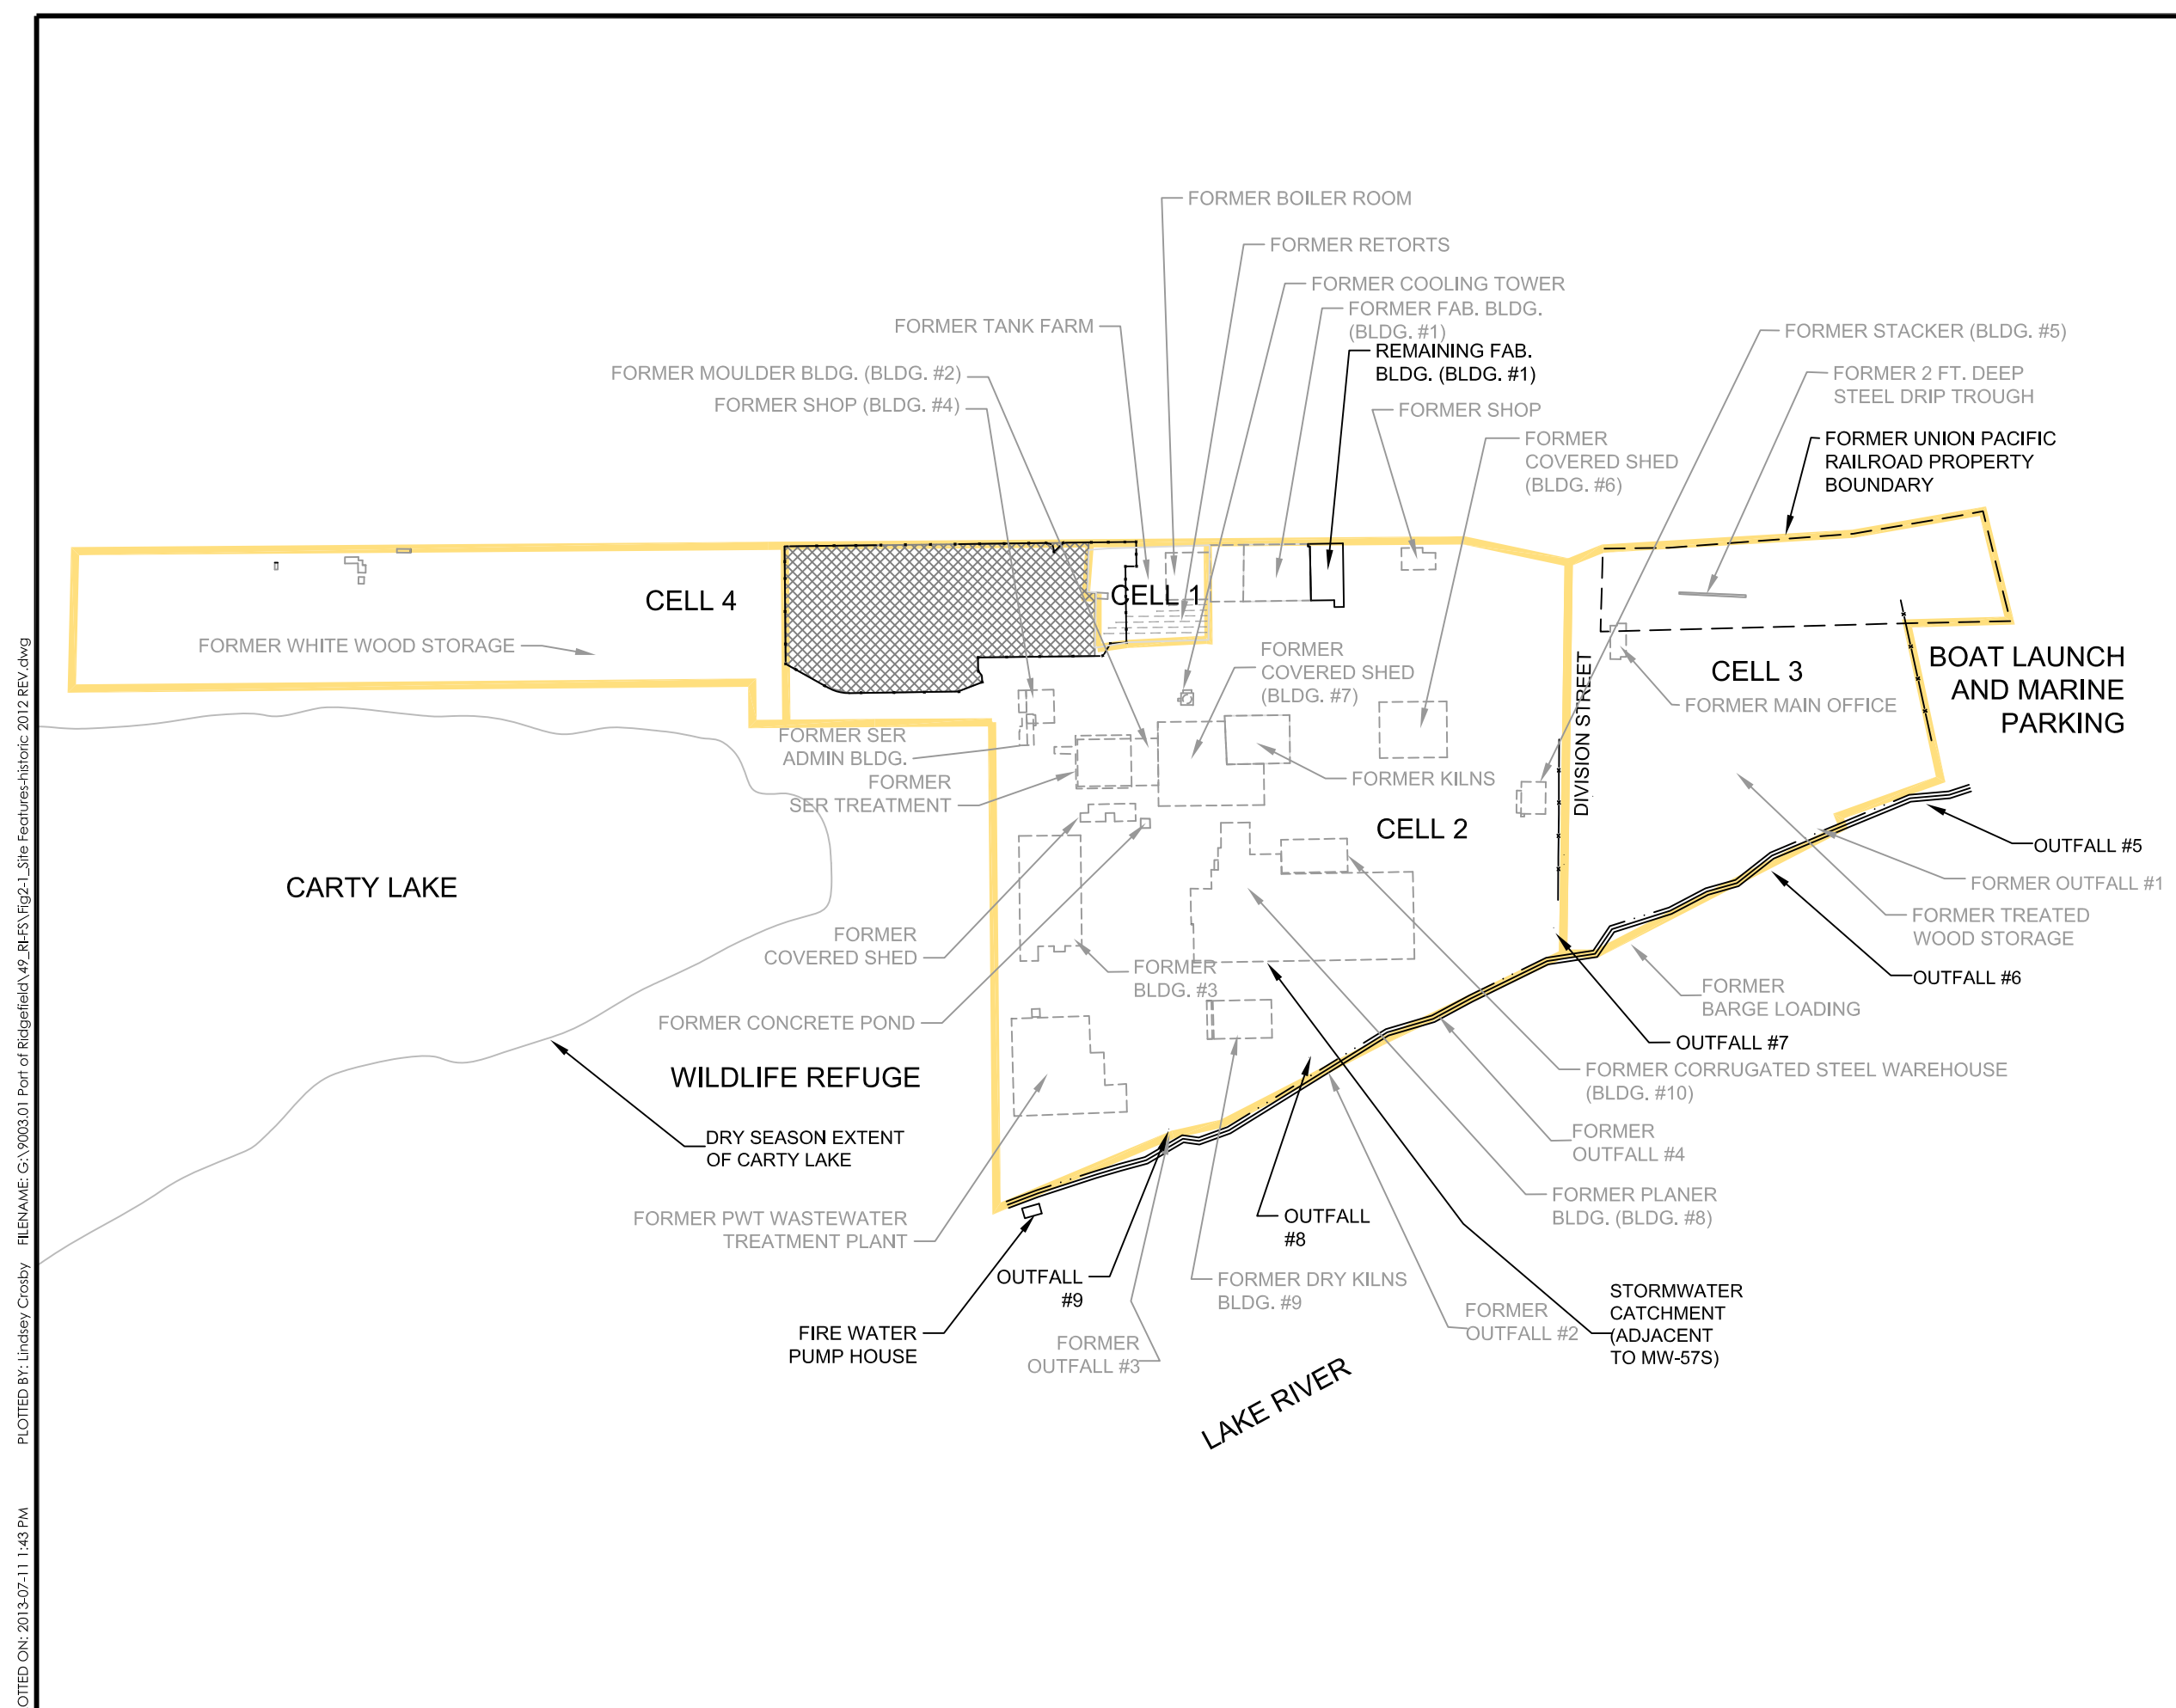 FORMER BOILER ROOM
FORMER RETORTS
FORMER COOLING TOWER
FORMER FAB. BLDG.
(BLDG. #1)
FORMER TANK FARM
REMAINING FAB.
BLDG. (BLDG. #1)
FORMER STACKER (BLDG. #5)
FORMER MOULDER BLDG. (BLDG. #2)
FORMER SHOP (BLDG. #4)
FORMER 2 FT. DEEP
STEEL DRIP TROUGH
FORMER SHOP
FORMER
COVERED SHED
(BLDG. #6)
FORMER UNION PACIFIC
RAILROAD PROPERTY
BOUNDARY
CELL 4
CELL 1
FORMER WHITE WOOD STORAGE
FORMER
COVERED SHED
(BLDG. #7)
DIVISION STREET
CELL 3
FORMER MAIN OFFICE
BOAT LAUNCH
AND MARINE
PARKING
FORMER SER
ADMIN BLDG.
FORMER
SER TREATMENT
FORMER KILNS
CELL 2
OUTFALL #5
FORMER OUTFALL #1
FORMER TREATED
WOOD STORAGE
OUTFALL #6
CARTY LAKE
FORMER
COVERED SHED
FORMER
BLDG. #3
FORMER
BARGE LOADING
FORMER CONCRETE POND
OUTFALL #7
WILDLIFE REFUGE
FORMER CORRUGATED STEEL WAREHOUSE
(BLDG. #10)
DRY SEASON EXTENT
OF CARTY LAKE
FORMER
OUTFALL #4
FORMER PLANER
BLDG. (BLDG. #8)
FORMER PWT WASTEWATER
TREATMENT PLANT
OUTFALL
#8
OUTFALL
#9
FORMER DRY KILNS
BLDG. #9
FORMER
OUTFALL #2
STORMWATER
CATCHMENT
(ADJACENT
TO MW-57S)
FIRE WATER
PUMP HOUSE
FORMER
OUTFALL #3
LAKE RIVER
OTTED ON: 2013-07-11 1:43 PM PLOTTED BY: Lindsey Crosby FILENAME: G:\9003.01 Port of Ridgefield\49_RI-FS\Fig2-1_Site Features-historic 2012 REV.dwg